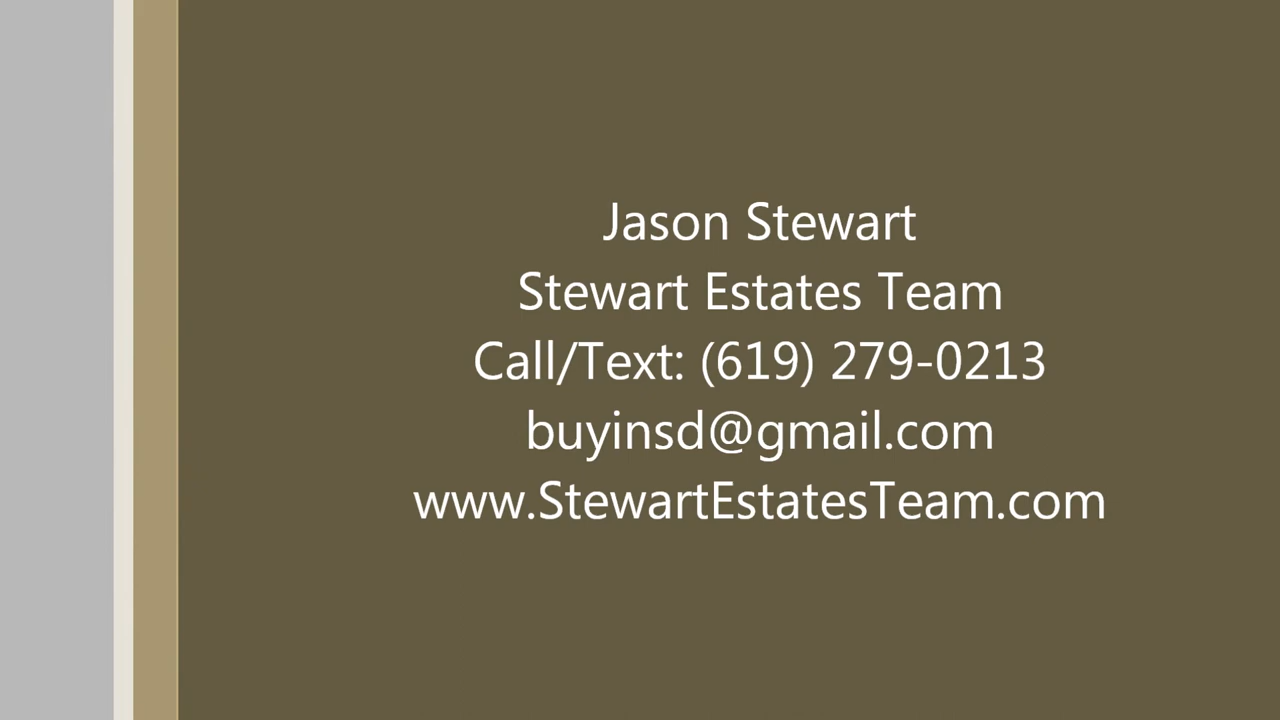 Jason Stewart
Stewart Estates Team
Call/Text: (619) 279-0213
buyinsd@gmail.com
www.StewartEstatesTeam.com